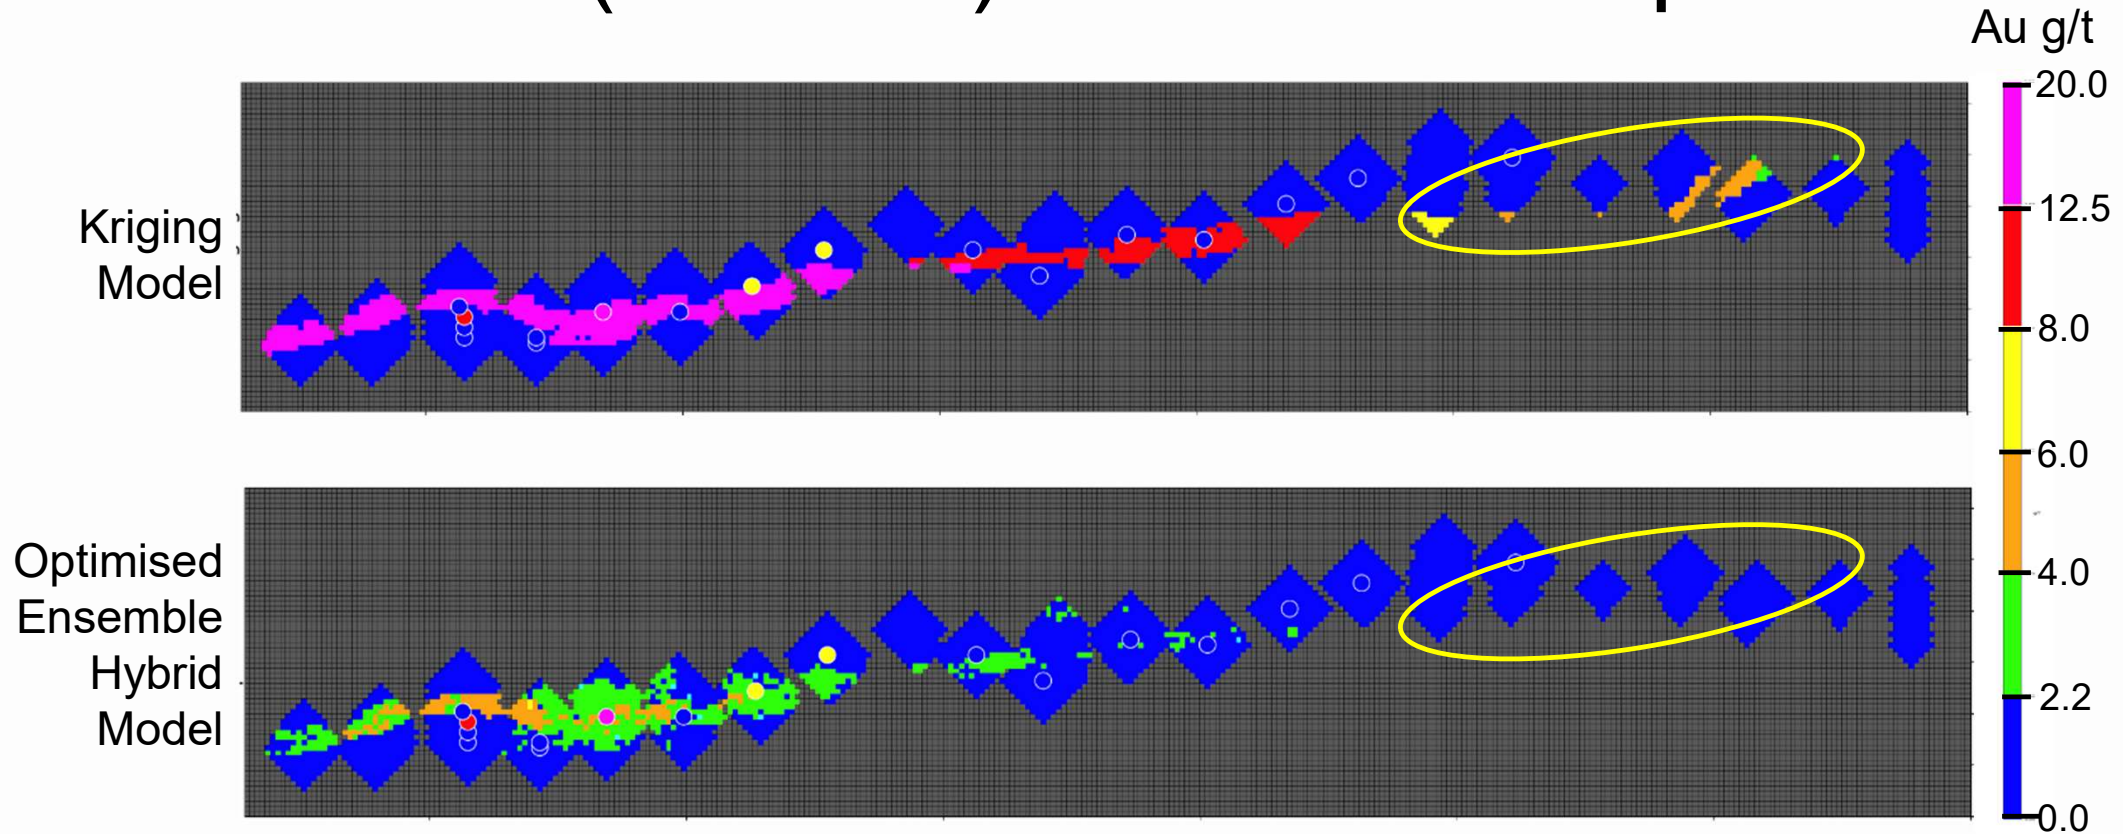 Au g/t
20.0
12.5
8.0
6.0
4.0
2.2
0.0
Kriging
Model
Optimised
Ensemble
Hybrid
Model